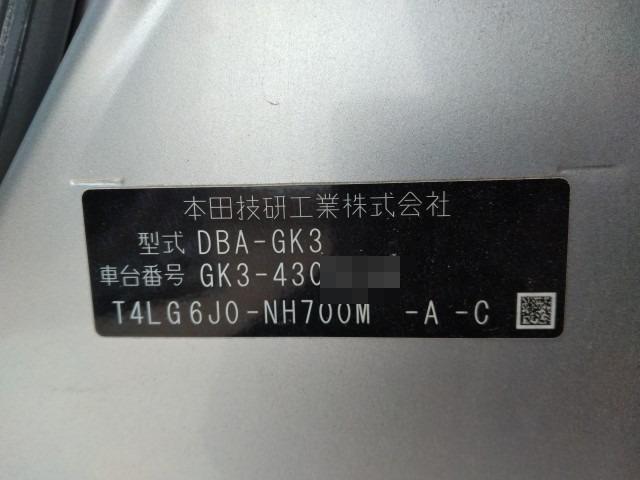 本田技研工業株式会社
型式 DBA-GK3
車台番号 GK3-430
T4LG6J0-NH700M -A -C